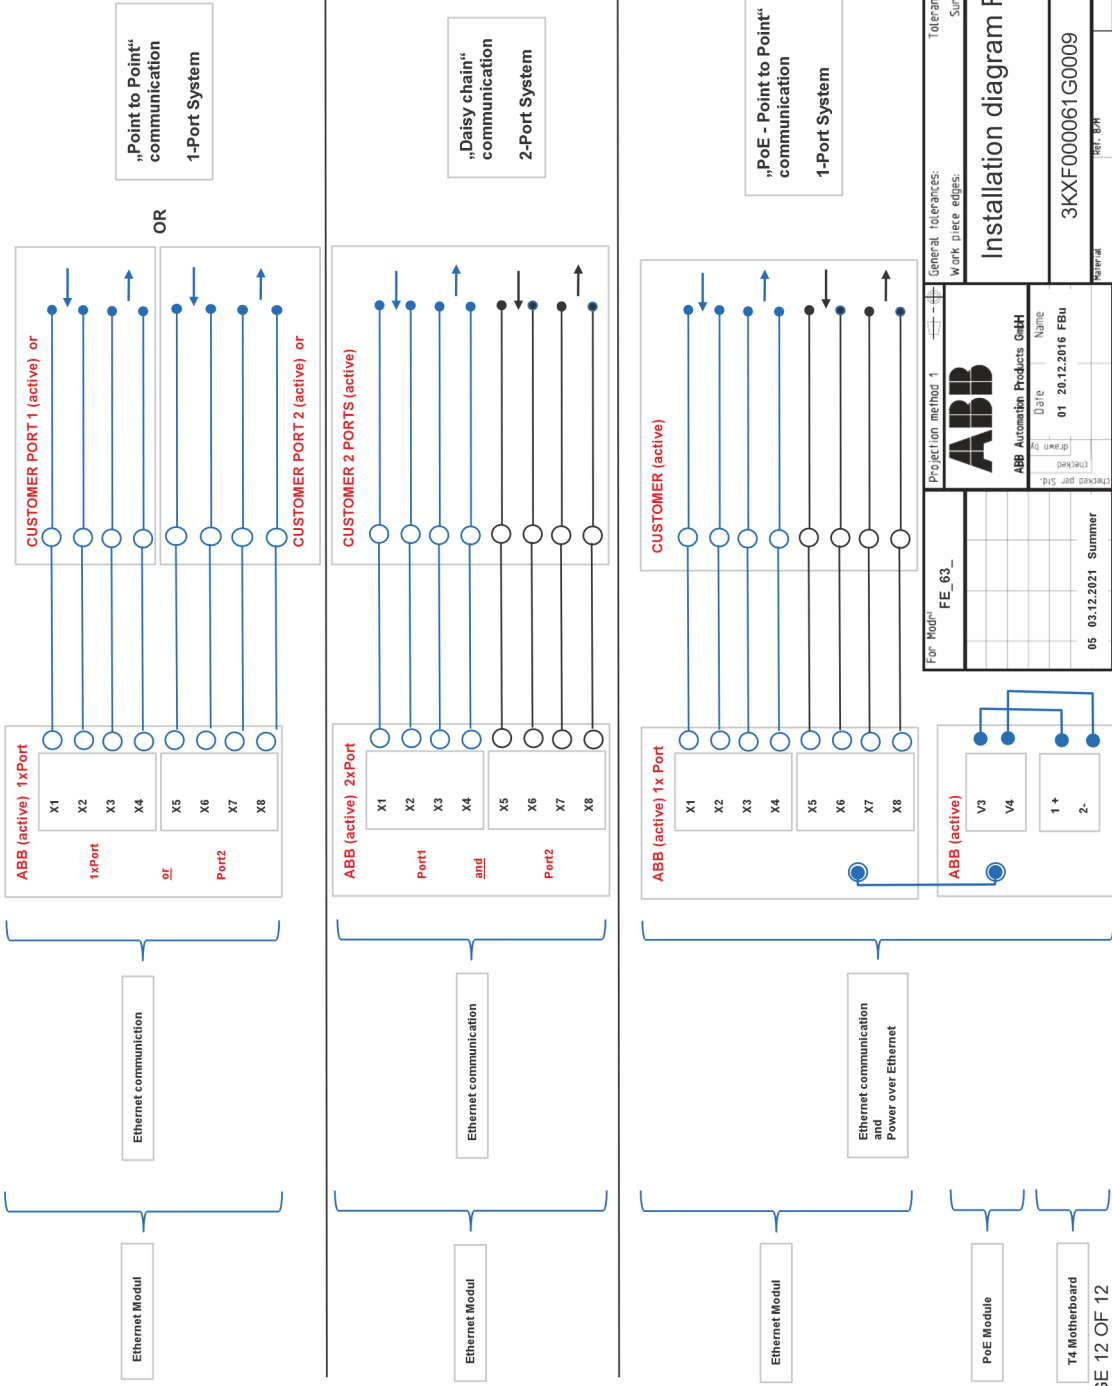 Ethernet Modul
Ethernet communiction
ABB (active) 1xPort
1xPort
or
Port2
X1
X2
X3
X4
X5
X6
X7
X8
CUSTOMER PORT 1 (active) or
CUSTOMER PORT 2 (active) or
OR
„Point to Point“
communication
1-Port System
Ethernet Modul
Ethernet communication
ABB (active) 2xPort
Port1
and
Port2
X1
X2
X3
X4
X5
X6
X7
X8
CUSTOMER 2 PORTS (active)
„Daisy chain“
communication
2-Port System
Ethernet Modul
PoE Module
T4 Motherboard
Ethernet communication
and
Power over Ethernet
ABB (active) 1x Port
X1
X2
X3
X4
X5
X6
X7
X8
ABB (active)
V3
V4
1 +
2-
CUSTOMER (active)
„PoE - Point to Point“
communication
1-Port System
For
FE_63_
05 03.12.2021 Summer
Projection method 1
ABB
ABB Automation Products GmbH
Date Name
01 20.12.2016 FBu
drawn by
checked
checked per Std.
General tolerances:
Work piece edges:
Installation diagram
3KXF000061G0009
Material
Ref. B/M
12 OF 12